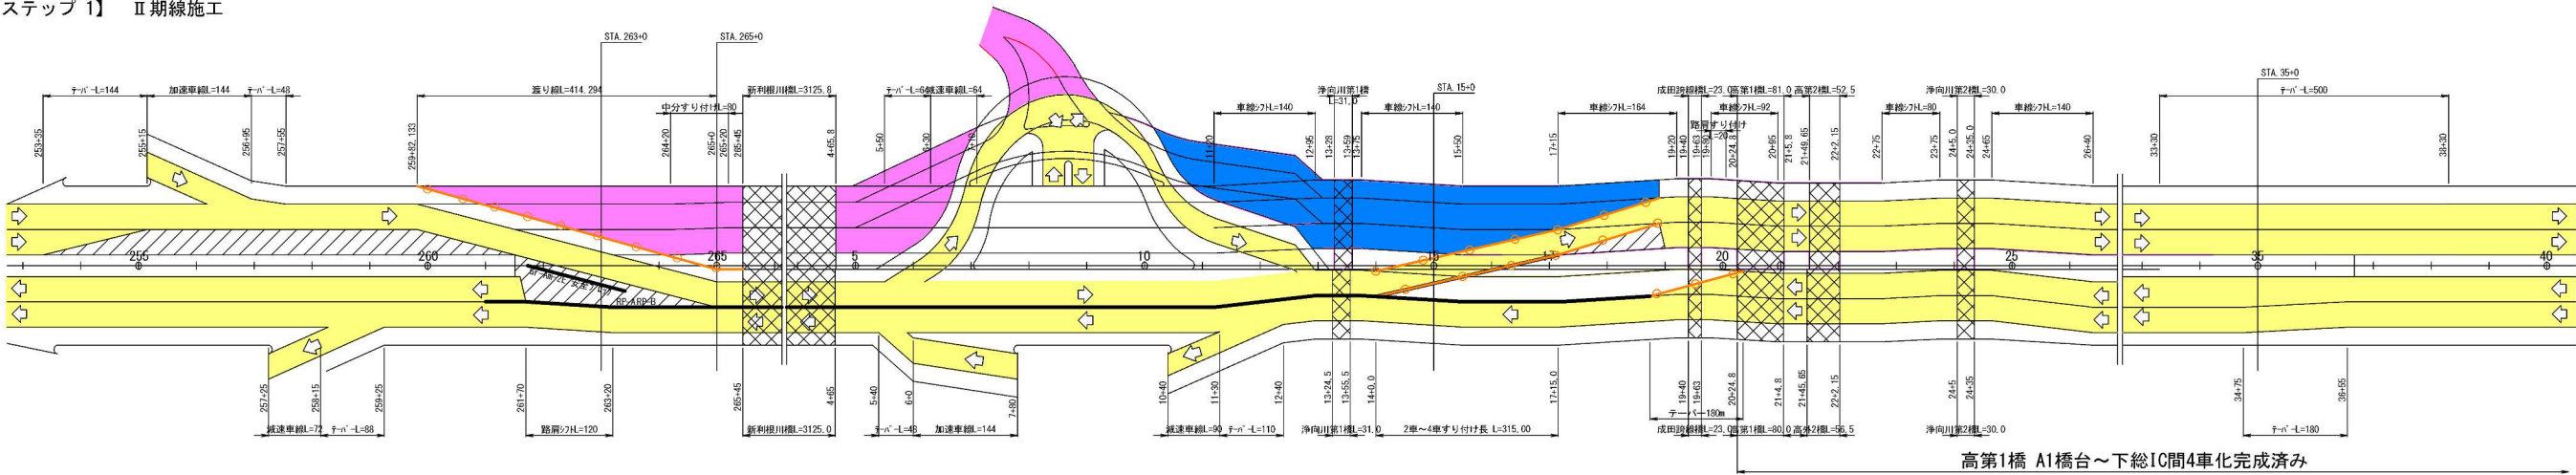 ステップ 1】　Ⅱ期線施工
STA.263+0
STA.265+0
STA.15+0
STA.35+0
テーパーL=144
加速車線L=144
テーパーL=48
渡り線L=414.294
中分すり付けL=80
新利根川橋L=3125.8
減速車線L=64
車線シフトL=140
浄向川第1橋
L=31.0
車線シフトL=140
車線シフトL=164
成田跨線橋L=23.0
高第1橋L=81.0
高第2橋L=52.5
車線シフトL=92
路肩すり付け
L=20
車線シフトL=80
浄向川第2橋L=30.0
車線シフトL=140
テーパーL=500
253+35
255+15
256+95
257+55
259+82.133
264+20
265+0
265+20
265+45
4+65.8
5+50
6+30
7+10
11+20
12+95
13+28
13+59
13+75
15+50
17+15
19+20
19+40
19+63
19+80
20+24.8
20+95
21+5.8
21+49.65
22+2.15
22+75
23+75
24+5.0
24+35.0
24+65
26+40
33+30
38+30
255
260
265
5
10
15
17
20
25
35
40
RP-ARP-B
257+25
258+15
259+25
261+70
263+20
265+45
4+65
5+40
6+0
7+80
10+40
11+30
12+40
13+24.5
13+55.5
14+0.0
17+15.0
19+40
19+63
20+24.8
21+4.8
21+45.65
22+2.15
24+5
24+35
34+75
36+55
減速車線L=72
テーパーL=88
路肩シフトL=120
新利根川橋L=3125.0
テーパーL=48
加速車線L=144
減速車線L=90
テーパーL=110
浄向川第1橋L=31.0
2車～4車すり付け長 L=315.00
テーパー180m
成田跨線橋L=23.0
高第1橋L=80.0
高外2橋L=56.5
浄向川第2橋L=30.0
テーパーL=180
高第1橋 A1橋台～下総IC間4車化完成済み